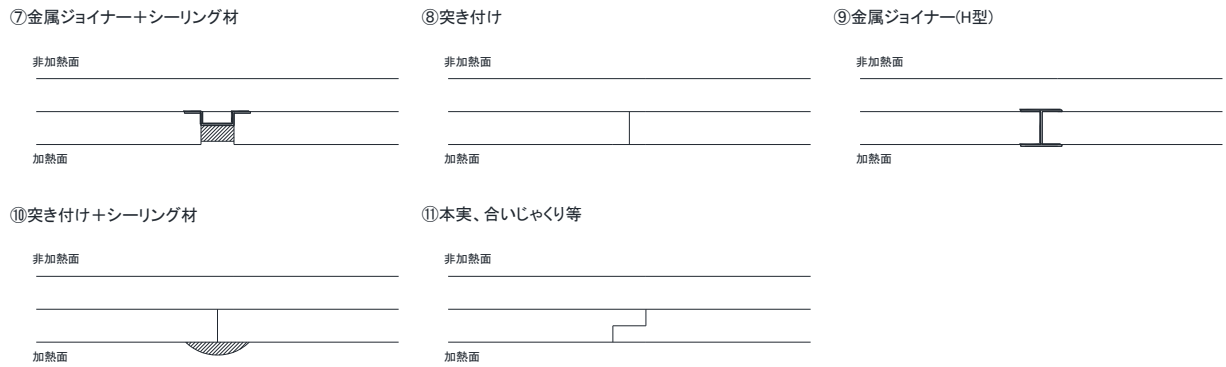 ⑦金属ジョイナー＋シーリング材
非加熱面
加熱面
⑧突き付け
非加熱面
加熱面
⑨金属ジョイナー(H型)
非加熱面
加熱面
⑩突き付け＋シーリング材
非加熱面
加熱面
⑪本実、合いじゃくり等
非加熱面
加熱面